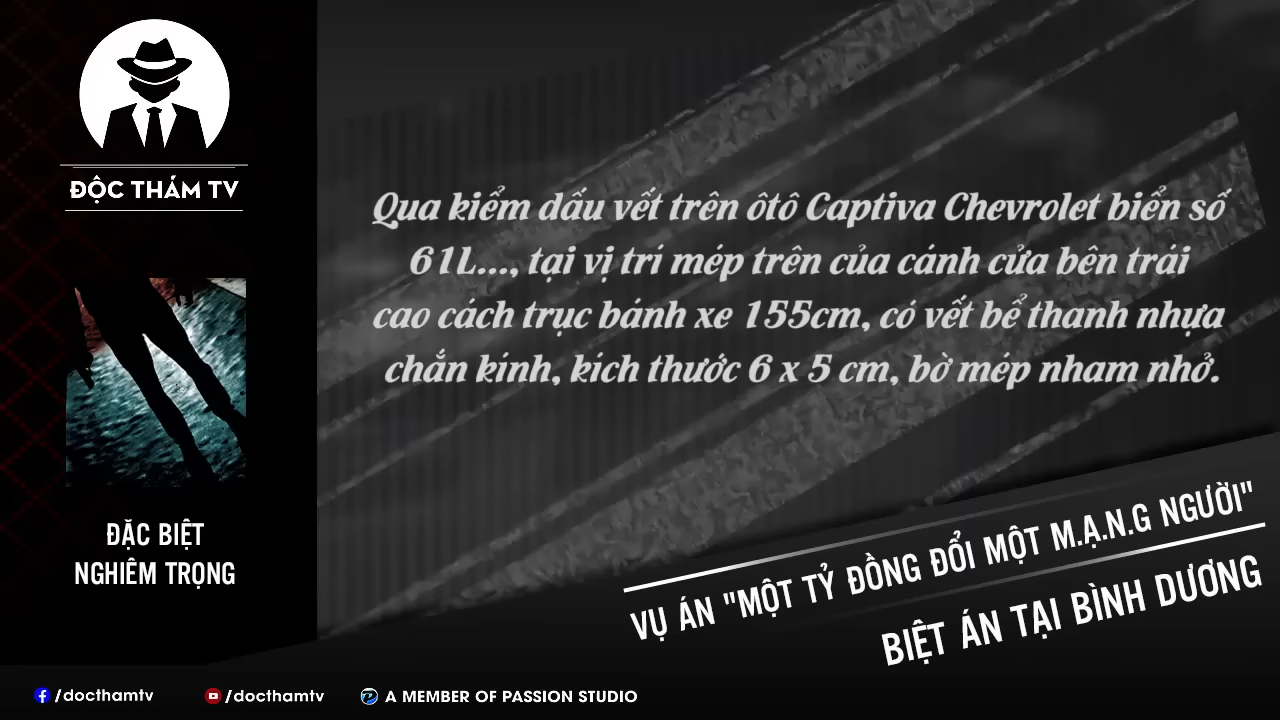 ĐỘC THÁM TV
ĐẶC BIỆT
NGHIÊM TRỌNG
Qua kiểm dấu vết trên ôtô Captiva Chevrolet biển số
61L..., tại vị trí mép trên của cánh cửa bên trái
cao cách trục bánh xe 155cm, có vết bể thanh nhựa
chắn kính, kích thước 6 x 5 cm, bờ mép nham nhở.
VỤ ÁN "MỘT TỶ ĐỒNG ĐỔI MỘT M.Ạ.N.G NGƯỜI"
BIỆT ÁN TẠI BÌNH DƯƠNG
/docthamtv
/docthamtv
A MEMBER OF PASSION STUDIO